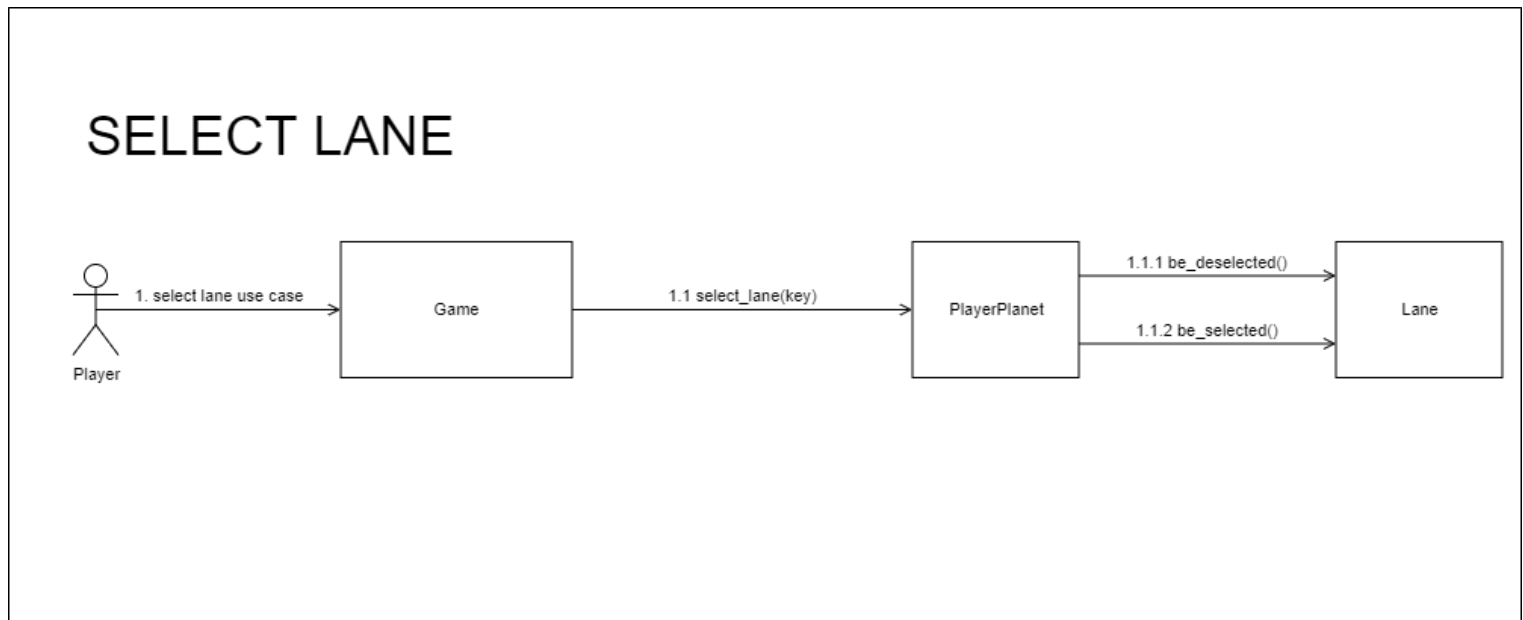 SELECT LANE
1. select lane use case
Game
1.1 select_lane(key)
PlayerPlanet
1.1.1 be_deselected()
1.1.2 be_selected()
Lane
Player